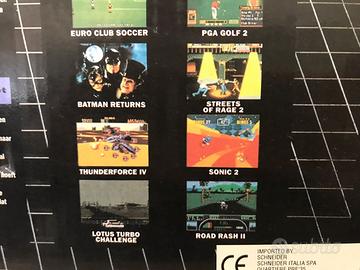 EURO CLUB SOCCER
PGA GOLF 2
BATMAN RETURNS
STREETS
OF RAGE 2
THUNDERFORCE IV
SONIC 2
LOTUS TURBO
CHALLENGE
ROAD RASH II
CE
IMPORTED BY
SCHNEIDER
SCHNEIDER ITALIA SPA